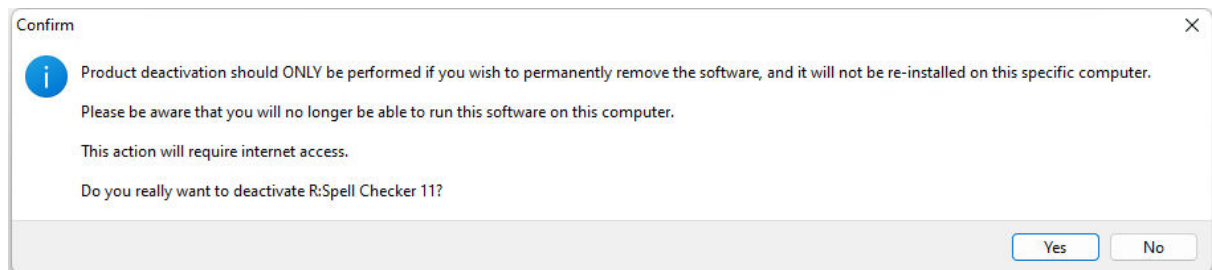 Confirm
Product deactivation should ONLY be performed if you wish to permanently remove the software, and it will not be re-installed on this specific computer.
Please be aware that you will no longer be able to run this software on this computer.
This action will require internet access.
Do you really want to deactivate R:Spell Checker 11?
Yes No